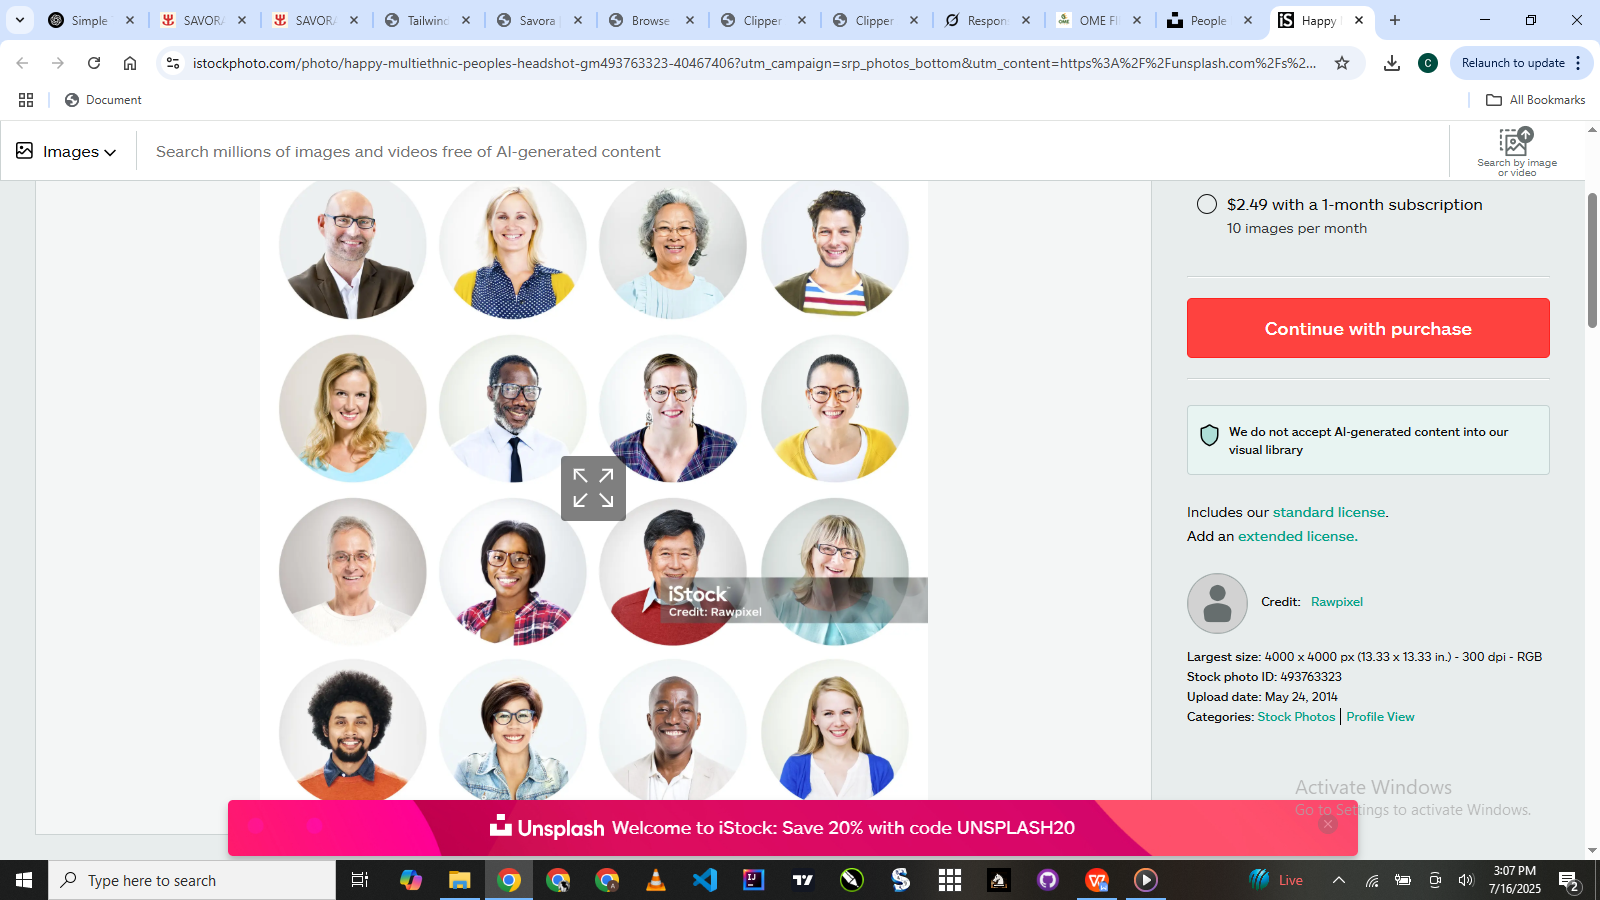 Simple
SAVORA
SAVORA
Tailwind
Savora
Browse
Clipper
Clipper
Respon
OME F
People
Happy
istockphoto.com/photo/happy-multiethnic-peoples-headshot-gm493763323-40467406?utm_campaign=srp_photos_bottom&utm_content=https%3A%2F%2Funsplash.com%2Fs%2...
C
Relaunch to update
Document
All Bookmarks
Images
Search millions of images and videos free of AI-generated content
Search by image
or video
$2.49 with a 1-month subscription
10 images per month
Continue with purchase
We do not accept AI-generated content into our
visual library
Includes our standard license.
Add an extended license.
iStock
Credit: Rawpixel
Credit: Rawpixel
Largest size: 4000 x 4000 px (13.33 x 13.33 in.) - 300 dpi - RGB
Stock photo ID: 493763323
Upload date: May 24, 2014
Categories: Stock Photos | Profile View
Activate Windows
Go to Settings to activate Windows.
Unsplash Welcome to iStock: Save 20% with code UNSPLASH20
Type here to search
Live
3:07 PM
7/16/2025
2